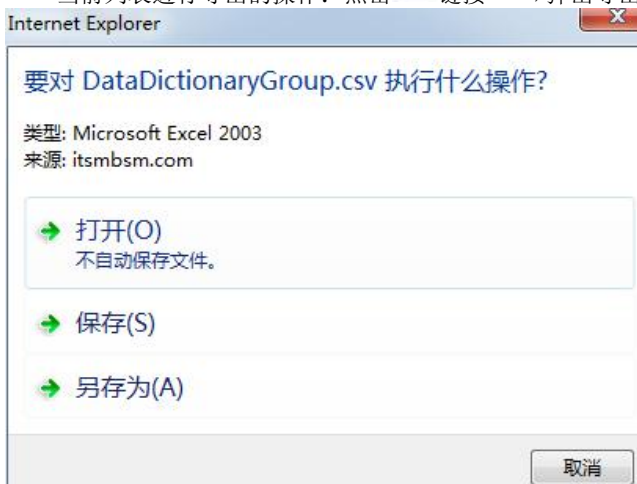 Internet Explorer
要对 DataDictionaryGroup.csv 执行什么操作?
类型: Microsoft Excel 2003
来源: itsmbsm.com
打开(O)
不自动保存文件。
保存(S)
另存为(A)
取消